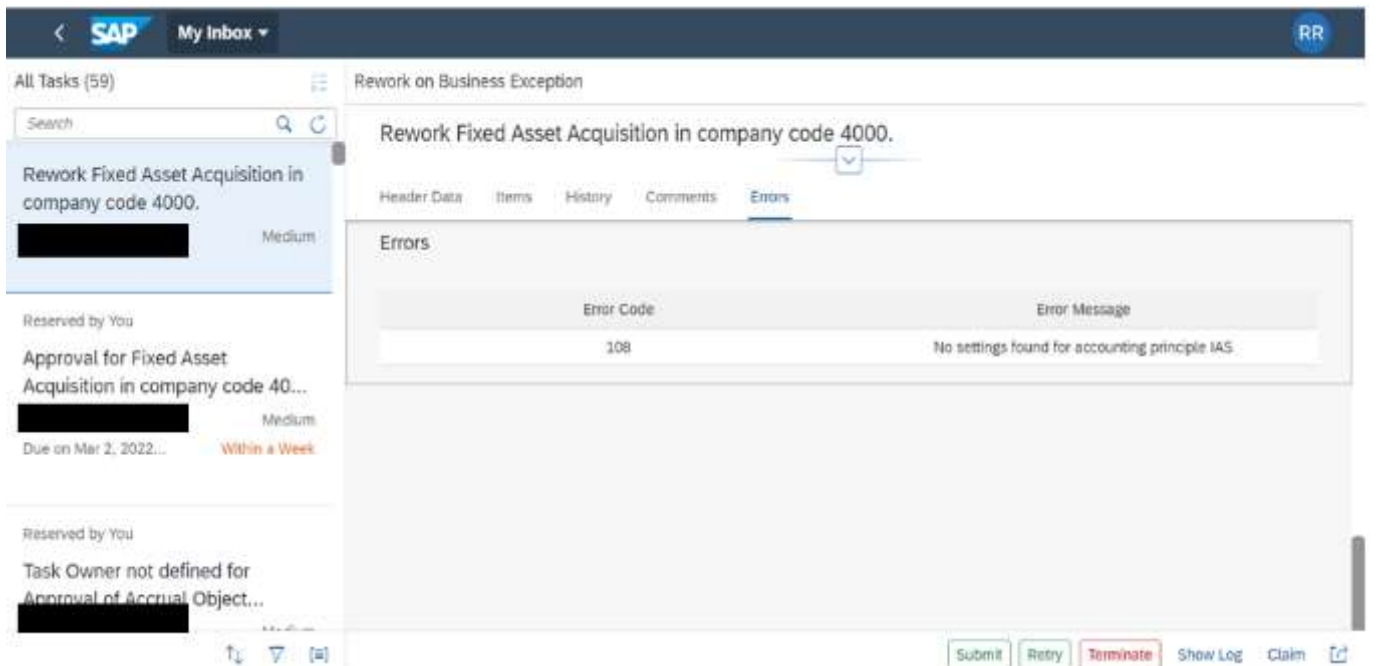 SAP My Inbox
RR
All Tasks (59)
Search
Rework Fixed Asset Acquisition in
company code 4000.
Medium
Reserved by You
Approval for Fixed Asset
Acquisition in company code 40...
Medium
Due on Mar 2, 2022... Within a Week
Reserved by You
Task Owner not defined for
Approval of Accrual Object...
Rework on Business Exception
Rework Fixed Asset Acquisition in company code 4000.
Header Data Items History Comments Errors
Errors
Error Code Error Message
108 No settings found for accounting principle IAS
Submit Retry Terminate Show Log Claim